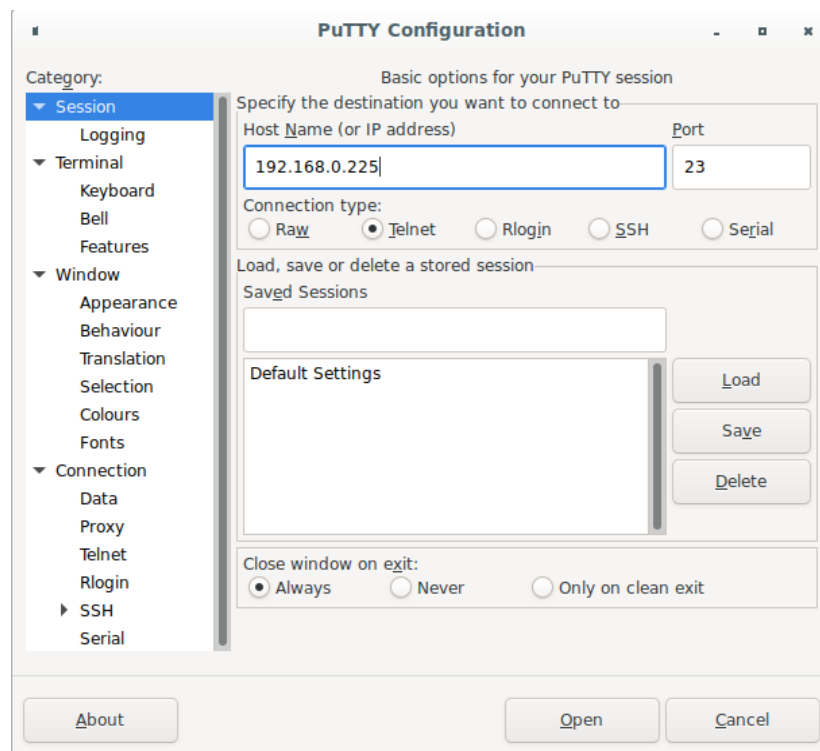 PuTTY Configuration
Category:
Session
Logging
Terminal
Keyboard
Bell
Features
Window
Appearance
Behaviour
Translation
Selection
Colours
Fonts
Connection
Data
Proxy
Telnet
Rlogin
SSH
Serial
Basic options for your PuTTY session
Specify the destination you want to connect to
Host Name (or IP address) Port
192.168.0.225 23
Connection type:
Raw Telnet Rlogin SSH Serial
Load, save or delete a stored session
Saved Sessions
Default Settings
Load
Save
Delete
Close window on exit:
Always Never Only on clean exit
About Open Cancel